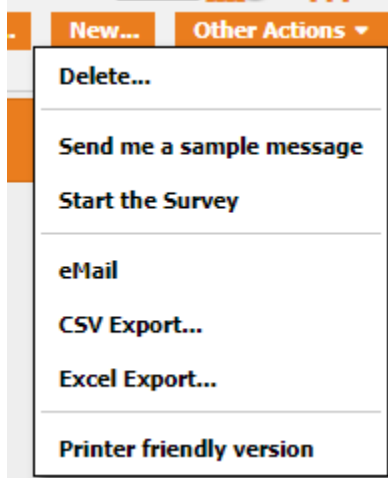 New...
Other Actions
Delete...
Send me a sample message
Start the Survey
eMail
CSV Export...
Excel Export...
Printer friendly version